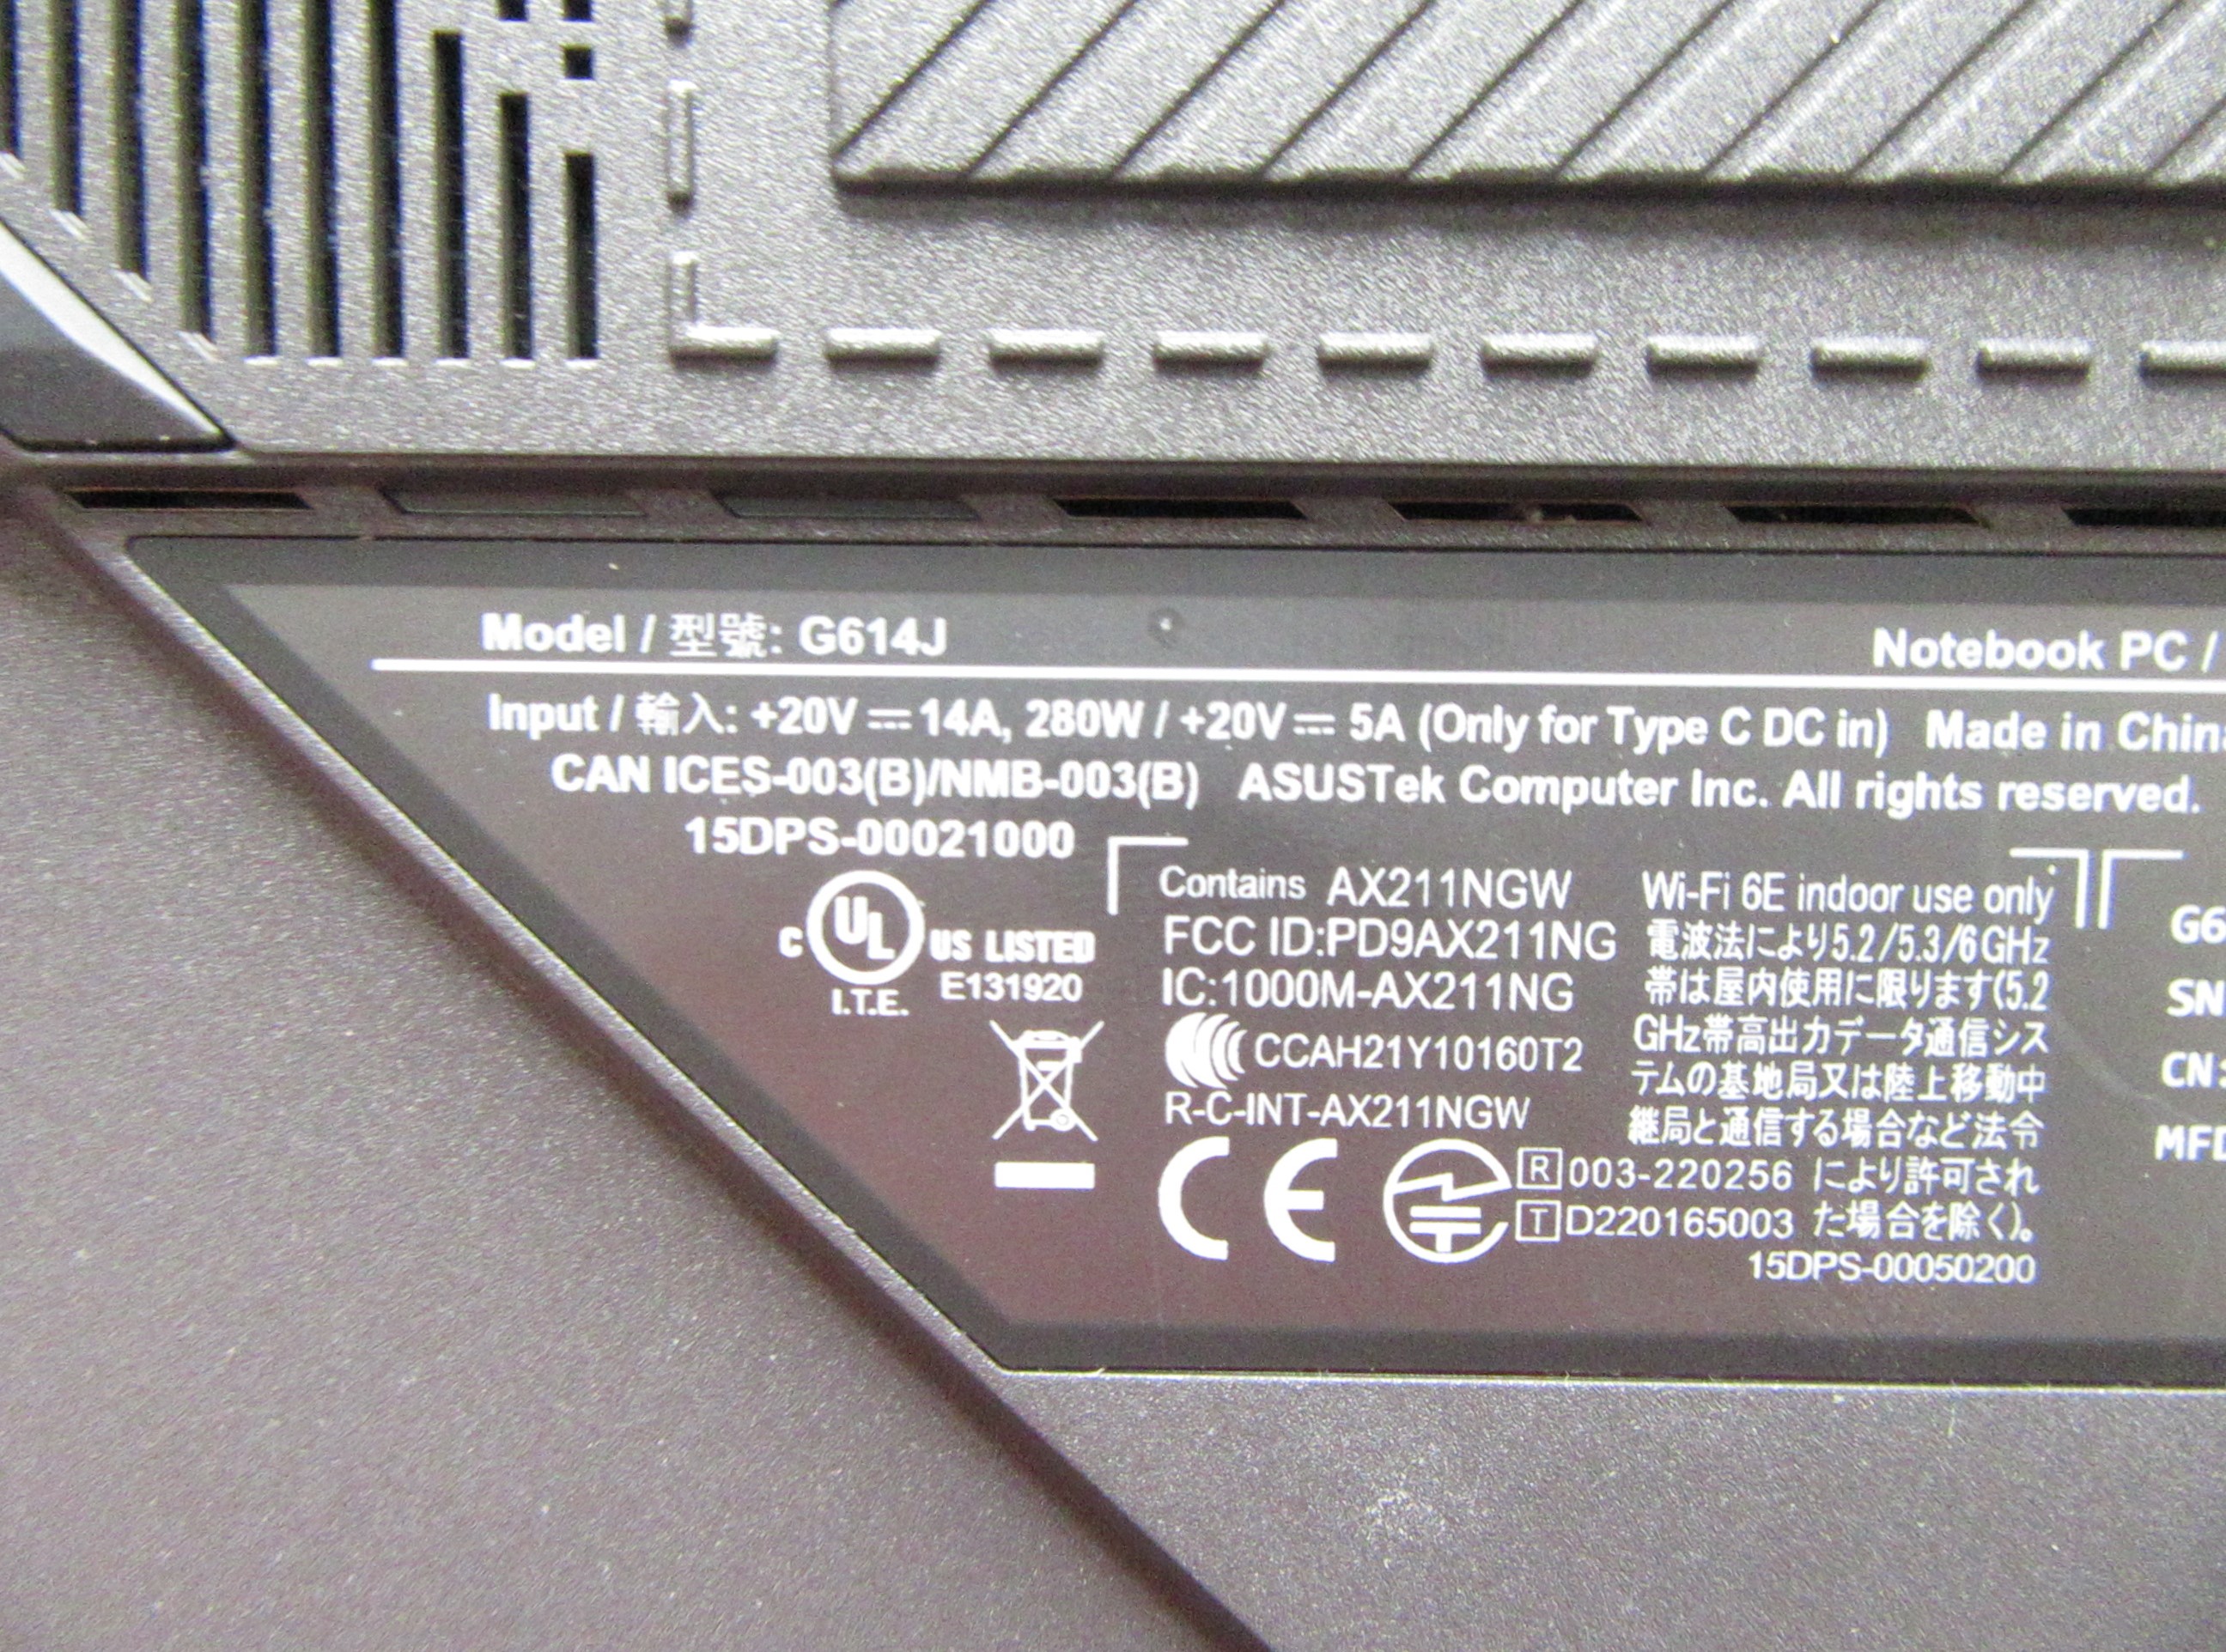 Model / 型號: G614J
Notebook PC /
Input / 輸入: +20V ⎓ 14A, 280W / +20V ⎓ 5A (Only for Type C DC in) Made in China
CAN ICES-003(B)/NMB-003(B) ASUSTek Computer Inc. All rights reserved.
15DPS-00021000
C UL US LISTED
I.T.E. E131920
Contains AX211NGW
FCC ID:PD9AX211NG
IC:1000M-AX211NG
CCAH21Y10160T2
R-C-INT-AX211NGW
CE
R 003-220256
T D220165003
Wi-Fi 6E indoor use only
電波法により5.2/5.3/6GHz
帯は屋内使用に限ります(5.2
GHz帯高出力データ通信シス
テムの基地局又は陸上移動中
継局と通信する場合など法令
により許可され
た場合を除く)。
15DPS-00050200
G6
SN
CN:
MFD